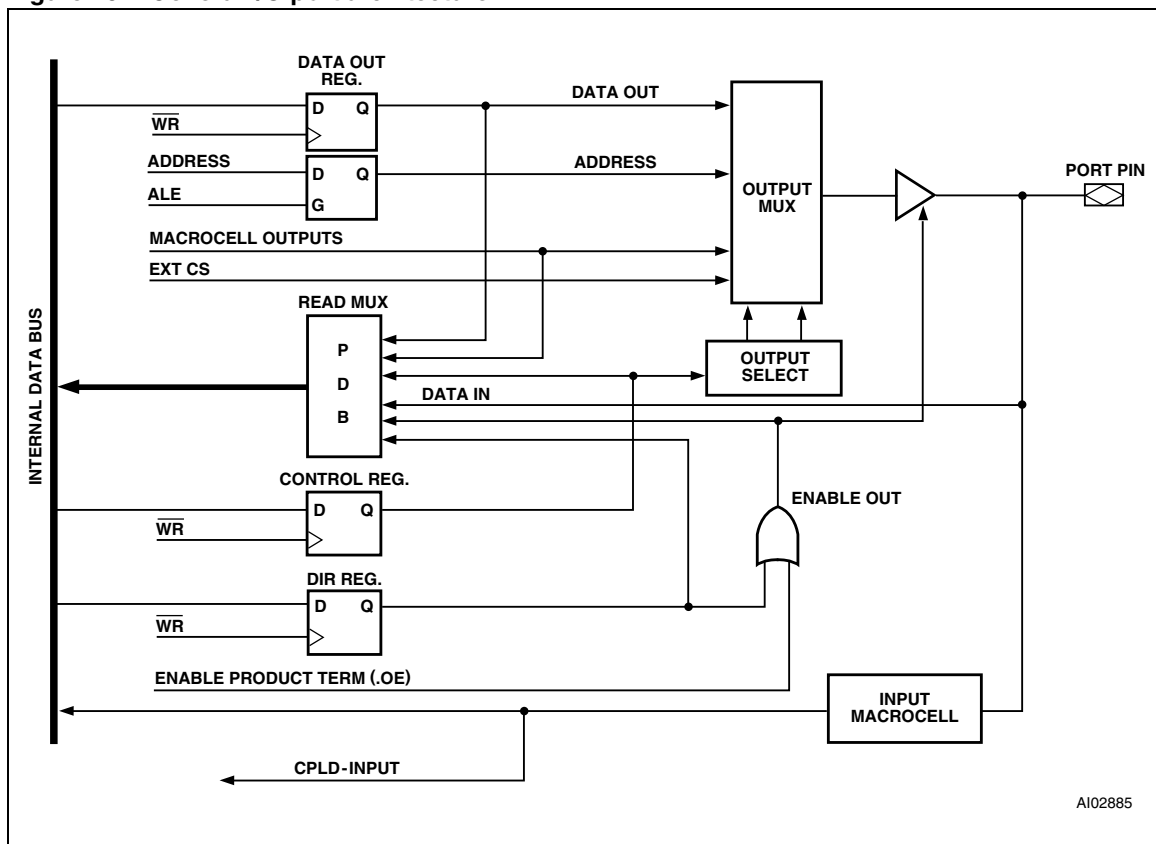 DATA OUT
REG.
D Q
WR
DATA OUT
ADDRESS
ALE
D Q
G
ADDRESS
OUTPUT
MUX
PORT PIN
MACROCELL OUTPUTS
EXT CS
READ MUX
P
D
B
OUTPUT
SELECT
DATA IN
INTERNAL DATA BUS
CONTROL REG.
D Q
WR
ENABLE OUT
DIR REG.
D Q
WR
ENABLE PRODUCT TERM (.OE)
INPUT
MACROCELL
CPLD-INPUT
AI02885